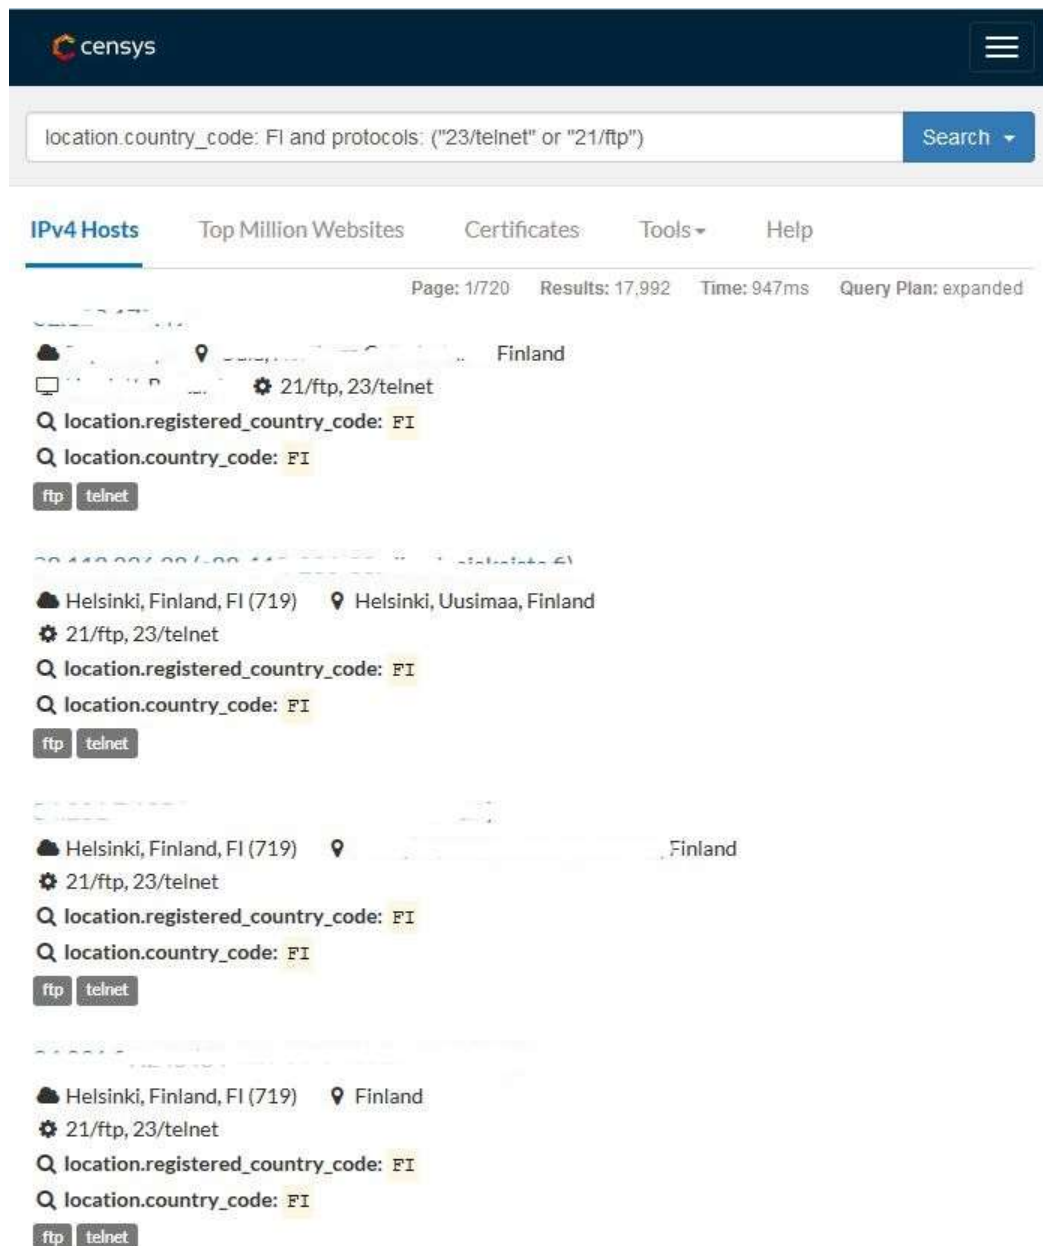 censys
location.country_code: FI and protocols: ("23/telnet" or "21/ftp")
Search
IPv4 Hosts Top Million Websites Certificates Tools Help
Page: 1/720 Results: 17,992 Time: 947ms Query Plan: expanded
Finland
21/ftp, 23/telnet
location.registered_country_code: FI
location.country_code: FI
ftp telnet
Helsinki, Finland, FI (719) Helsinki, Uusimaa, Finland
21/ftp, 23/telnet
location.registered_country_code: FI
location.country_code: FI
ftp telnet
Helsinki, Finland, FI (719) , Finland
21/ftp, 23/telnet
location.registered_country_code: FI
location.country_code: FI
ftp telnet
Helsinki, Finland, FI (719) Finland
21/ftp, 23/telnet
location.registered_country_code: FI
location.country_code: FI
ftp telnet